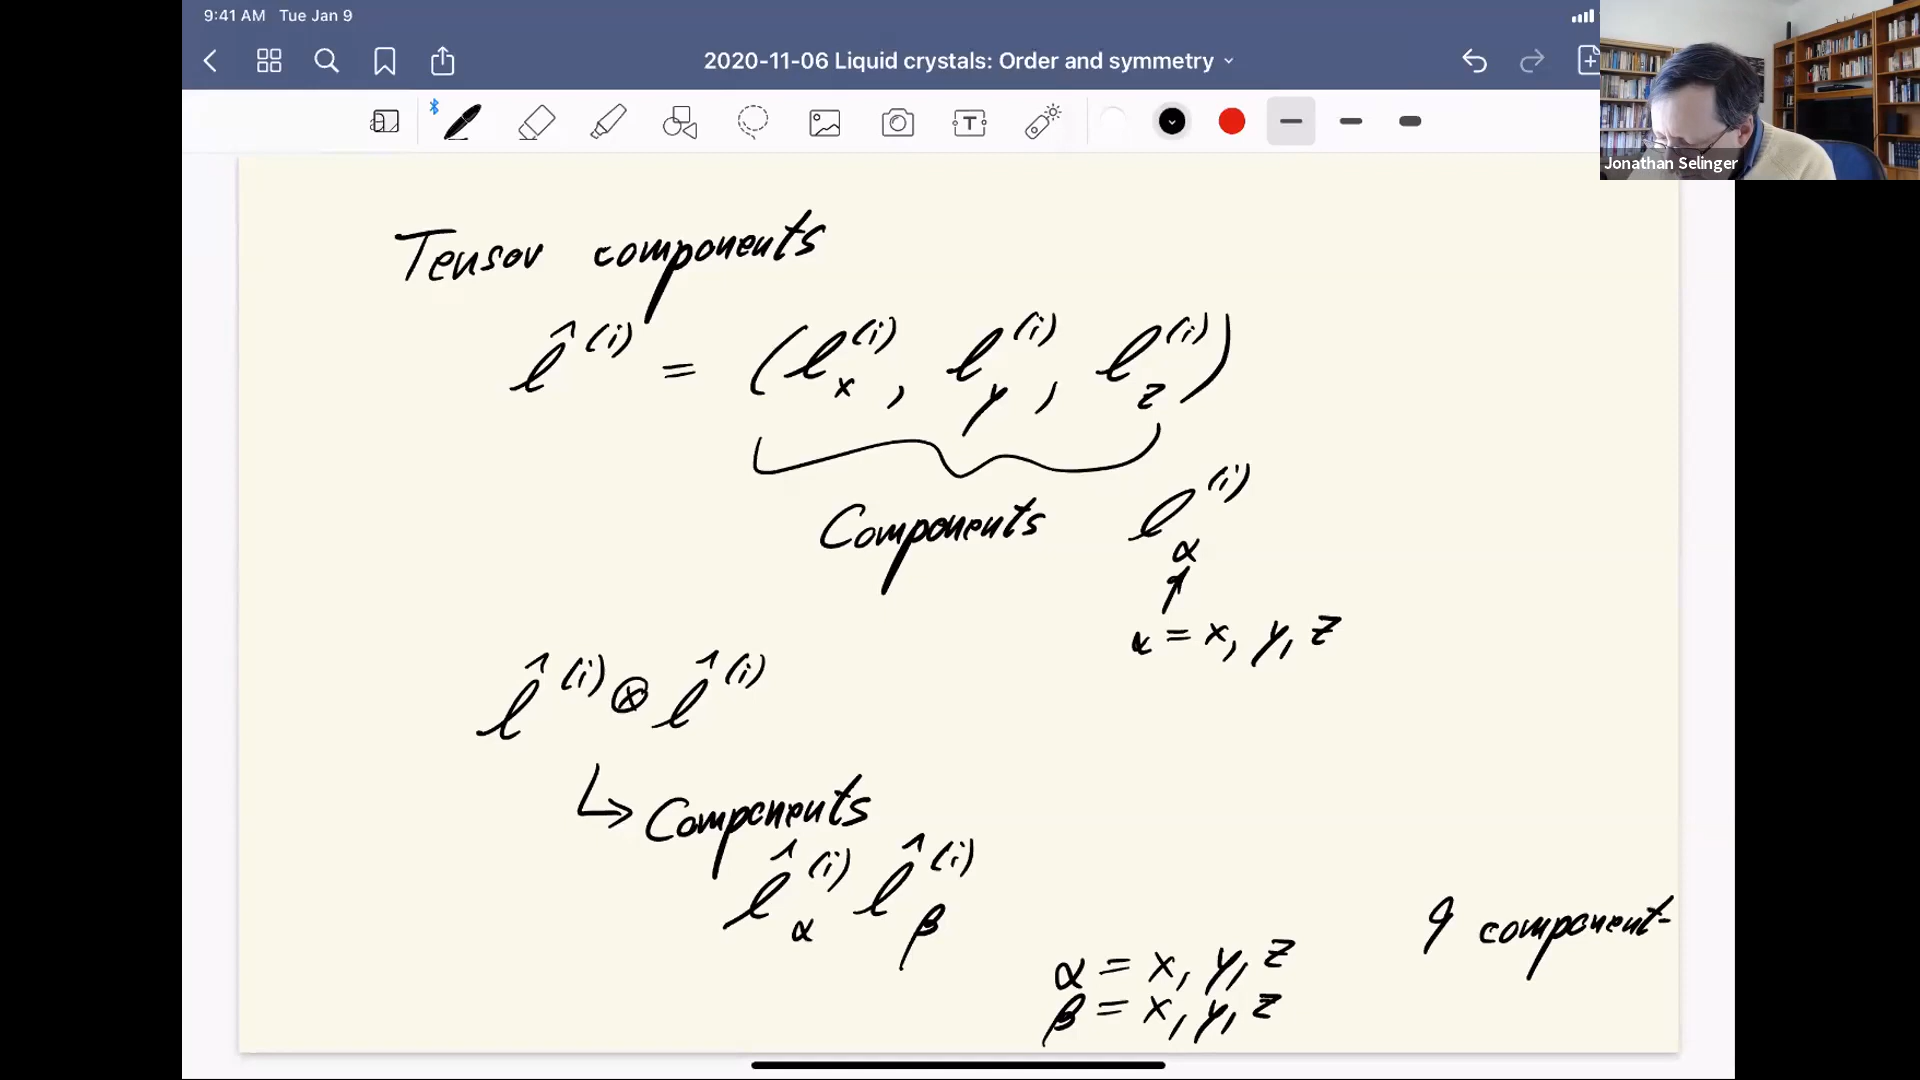 9:41 AM Tue Jan 9
2020-11-06 Liquid crystals: Order and symmetry
T
Jonathan Selinger
Tensor components
ℓ̂^(i) = (ℓ_x^(i), ℓ_y^(i), ℓ_z^(i))
Components ℓ_α^(i)
α = x, y, z
ℓ̂^(i) ⊗ ℓ̂^(i)
↳ Components
ℓ̂_α^(i) ℓ̂_β^(i)
9 component-
α = x, y, z
β = x, y, z